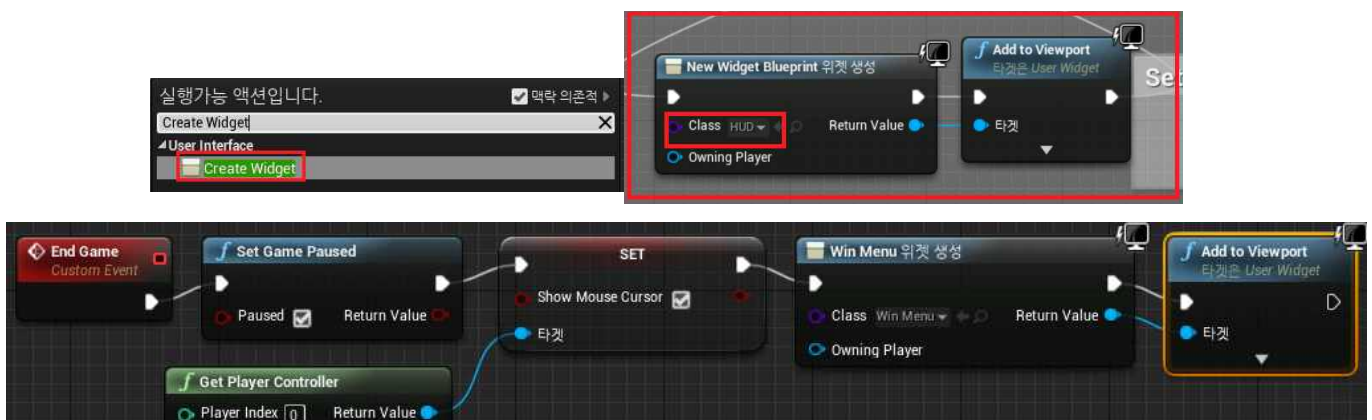 실행가능 액션입니다.
맥락 의존적
Create Widget
User Interface
Create Widget
New Widget Blueprint 위젯 생성
Class HUD
Return Value
Owning Player
Add to Viewport
타겟은 User Widget
타겟
Se
End Game
Custom Event
Set Game Paused
Paused
Return Value
SET
Show Mouse Cursor
타겟
Win Menu 위젯 생성
Class Win Menu
Return Value
Owning Player
Add to Viewport
타겟은 User Widget
타겟
Get Player Controller
Player Index 0
Return Value